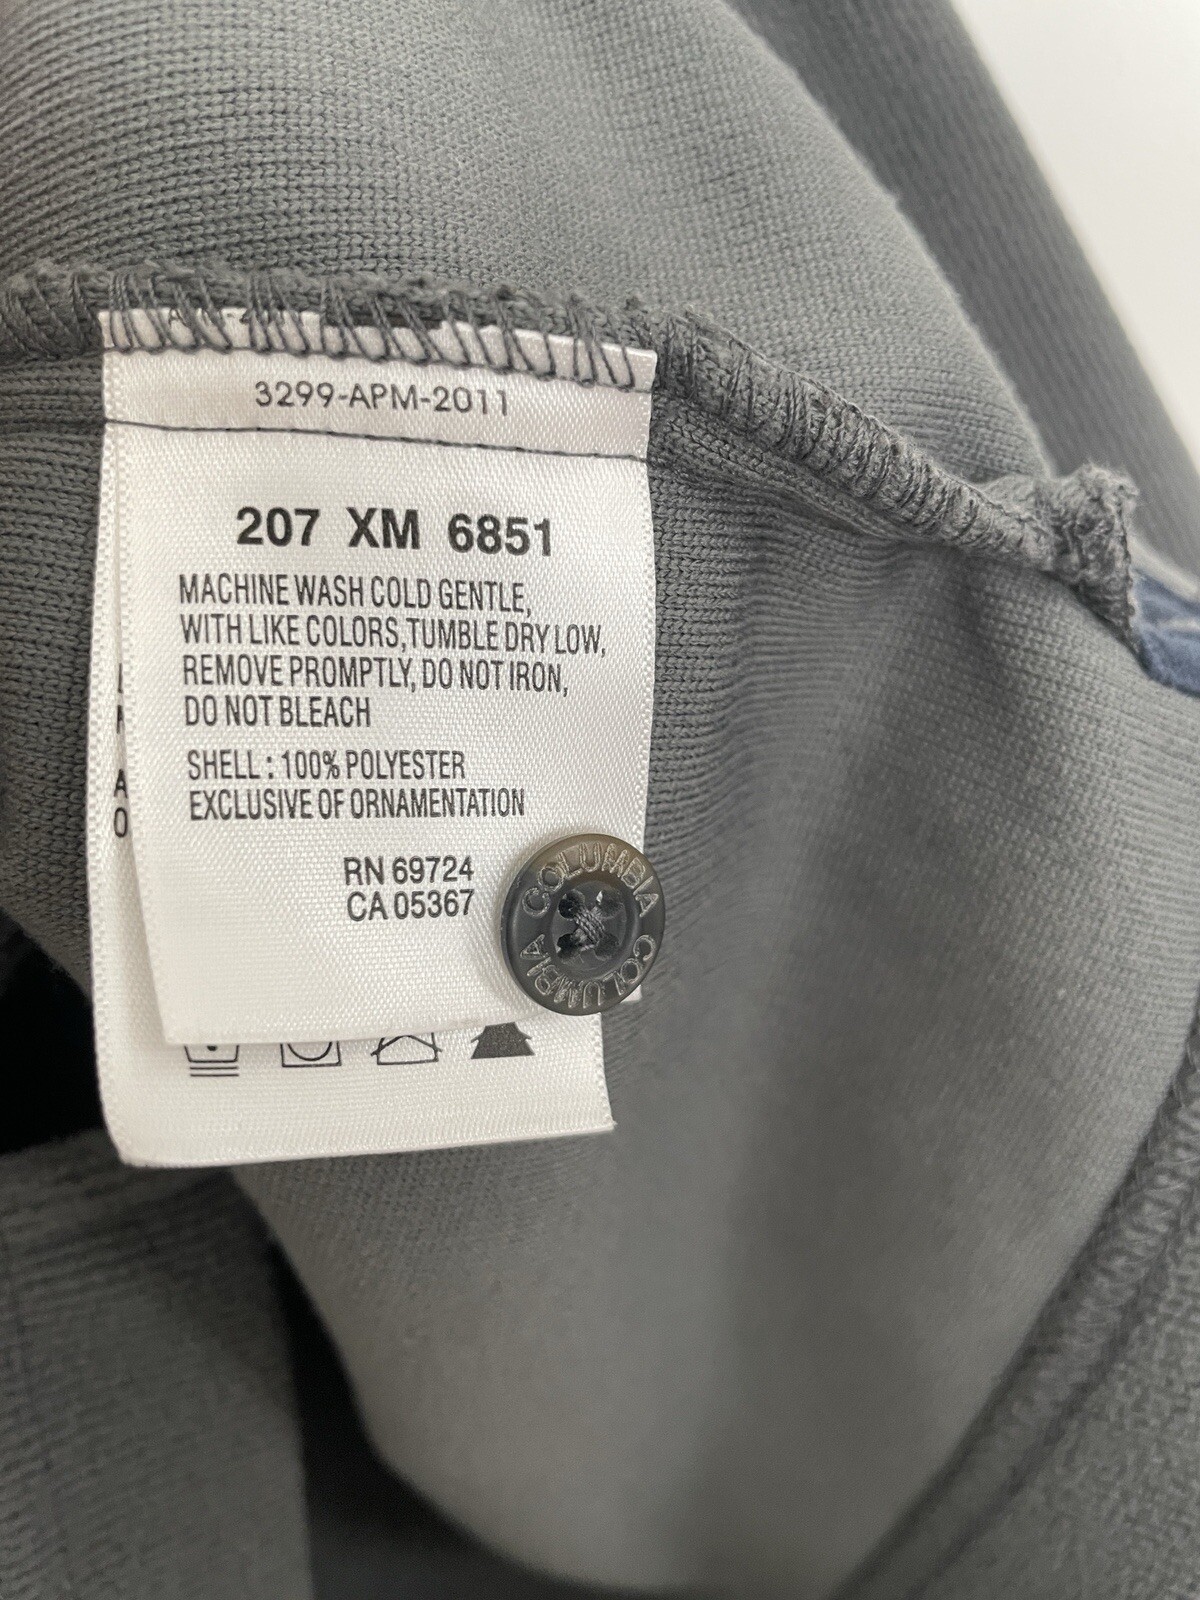 3299-APM-2011
207 XM 6851
MACHINE WASH COLD GENTLE,
WITH LIKE COLORS,TUMBLE DRY LOW,
REMOVE PROMPTLY, DO NOT IRON,
DO NOT BLEACH
SHELL : 100% POLYESTER
EXCLUSIVE OF ORNAMENTATION
RN 69724
CA 05367
COLUMBIA
COLUMBIA